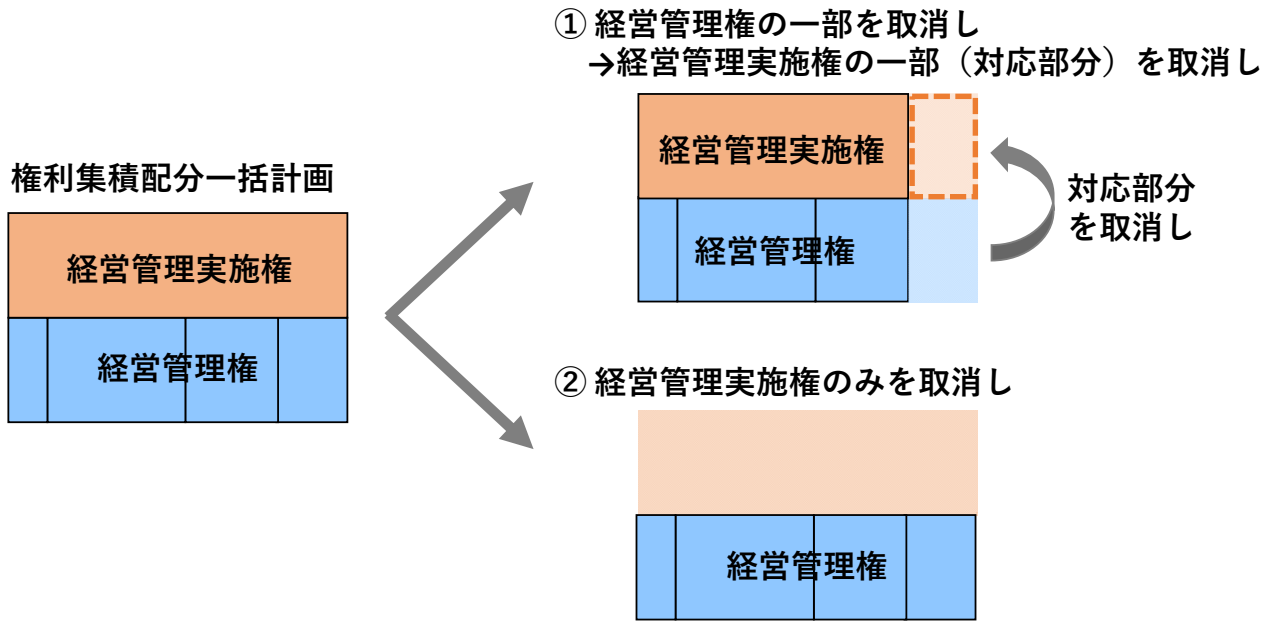 権利集積配分一括計画
経営管理実施権
経営管理権
① 経営管理権の一部を取消し
→経営管理実施権の一部（対応部分）を取消し
経営管理実施権
経営管理権
対応部分
を取消し
② 経営管理実施権のみを取消し
経営管理権